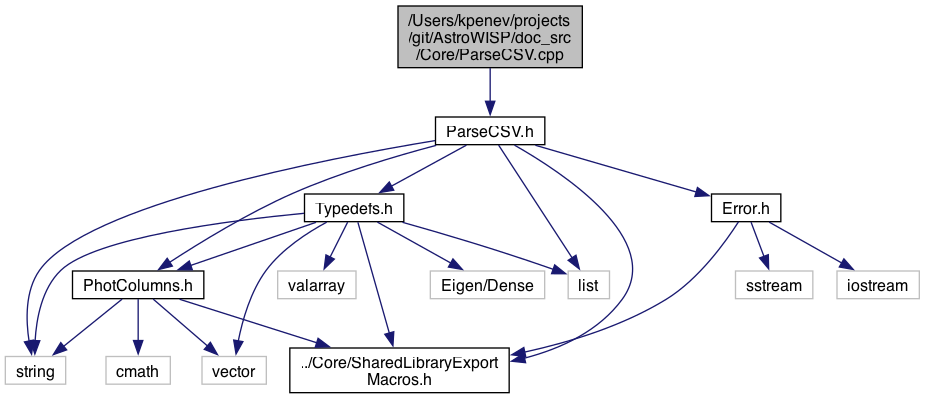 /Users/kpenev/projects
/git/AstroWISP/doc_src
/Core/ParseCSV.cpp
ParseCSV.h
Typedefs.h
Error.h
PhotColumns.h
valarray
Eigen/Dense
list
sstream
iostream
string
cmath
vector
../Core/SharedLibraryExport
Macros.h